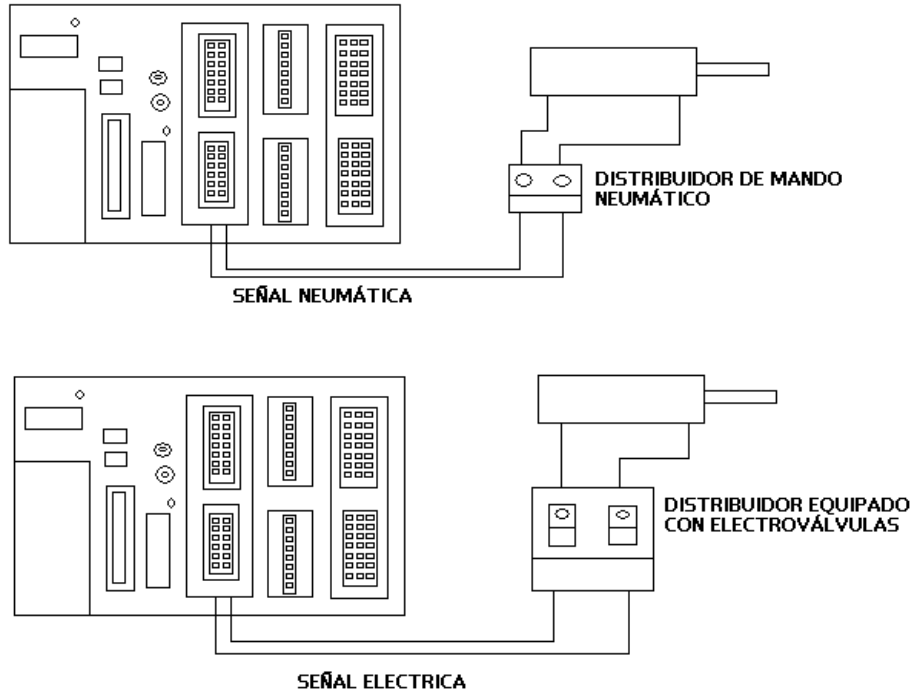 DISTRIBUIDOR DE MANDO
NEUMÁTICO
SEÑAL NEUMÁTICA
DISTRIBUIDOR EQUIPADO
CON ELECTROVÁLVULAS
SEÑAL ELECTRICA